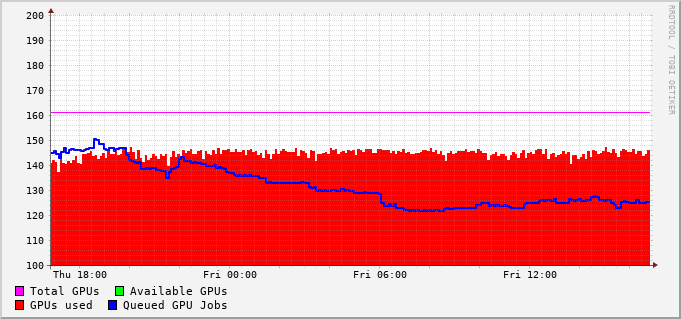 200
190
180
170
160
150
140
130
120
110
100
Thu 18:00 Fri 00:00 Fri 06:00 Fri 12:00
Total GPUs Available GPUs
GPUs used Queued GPU Jobs
RRDTOOL / TOBI OETIKER